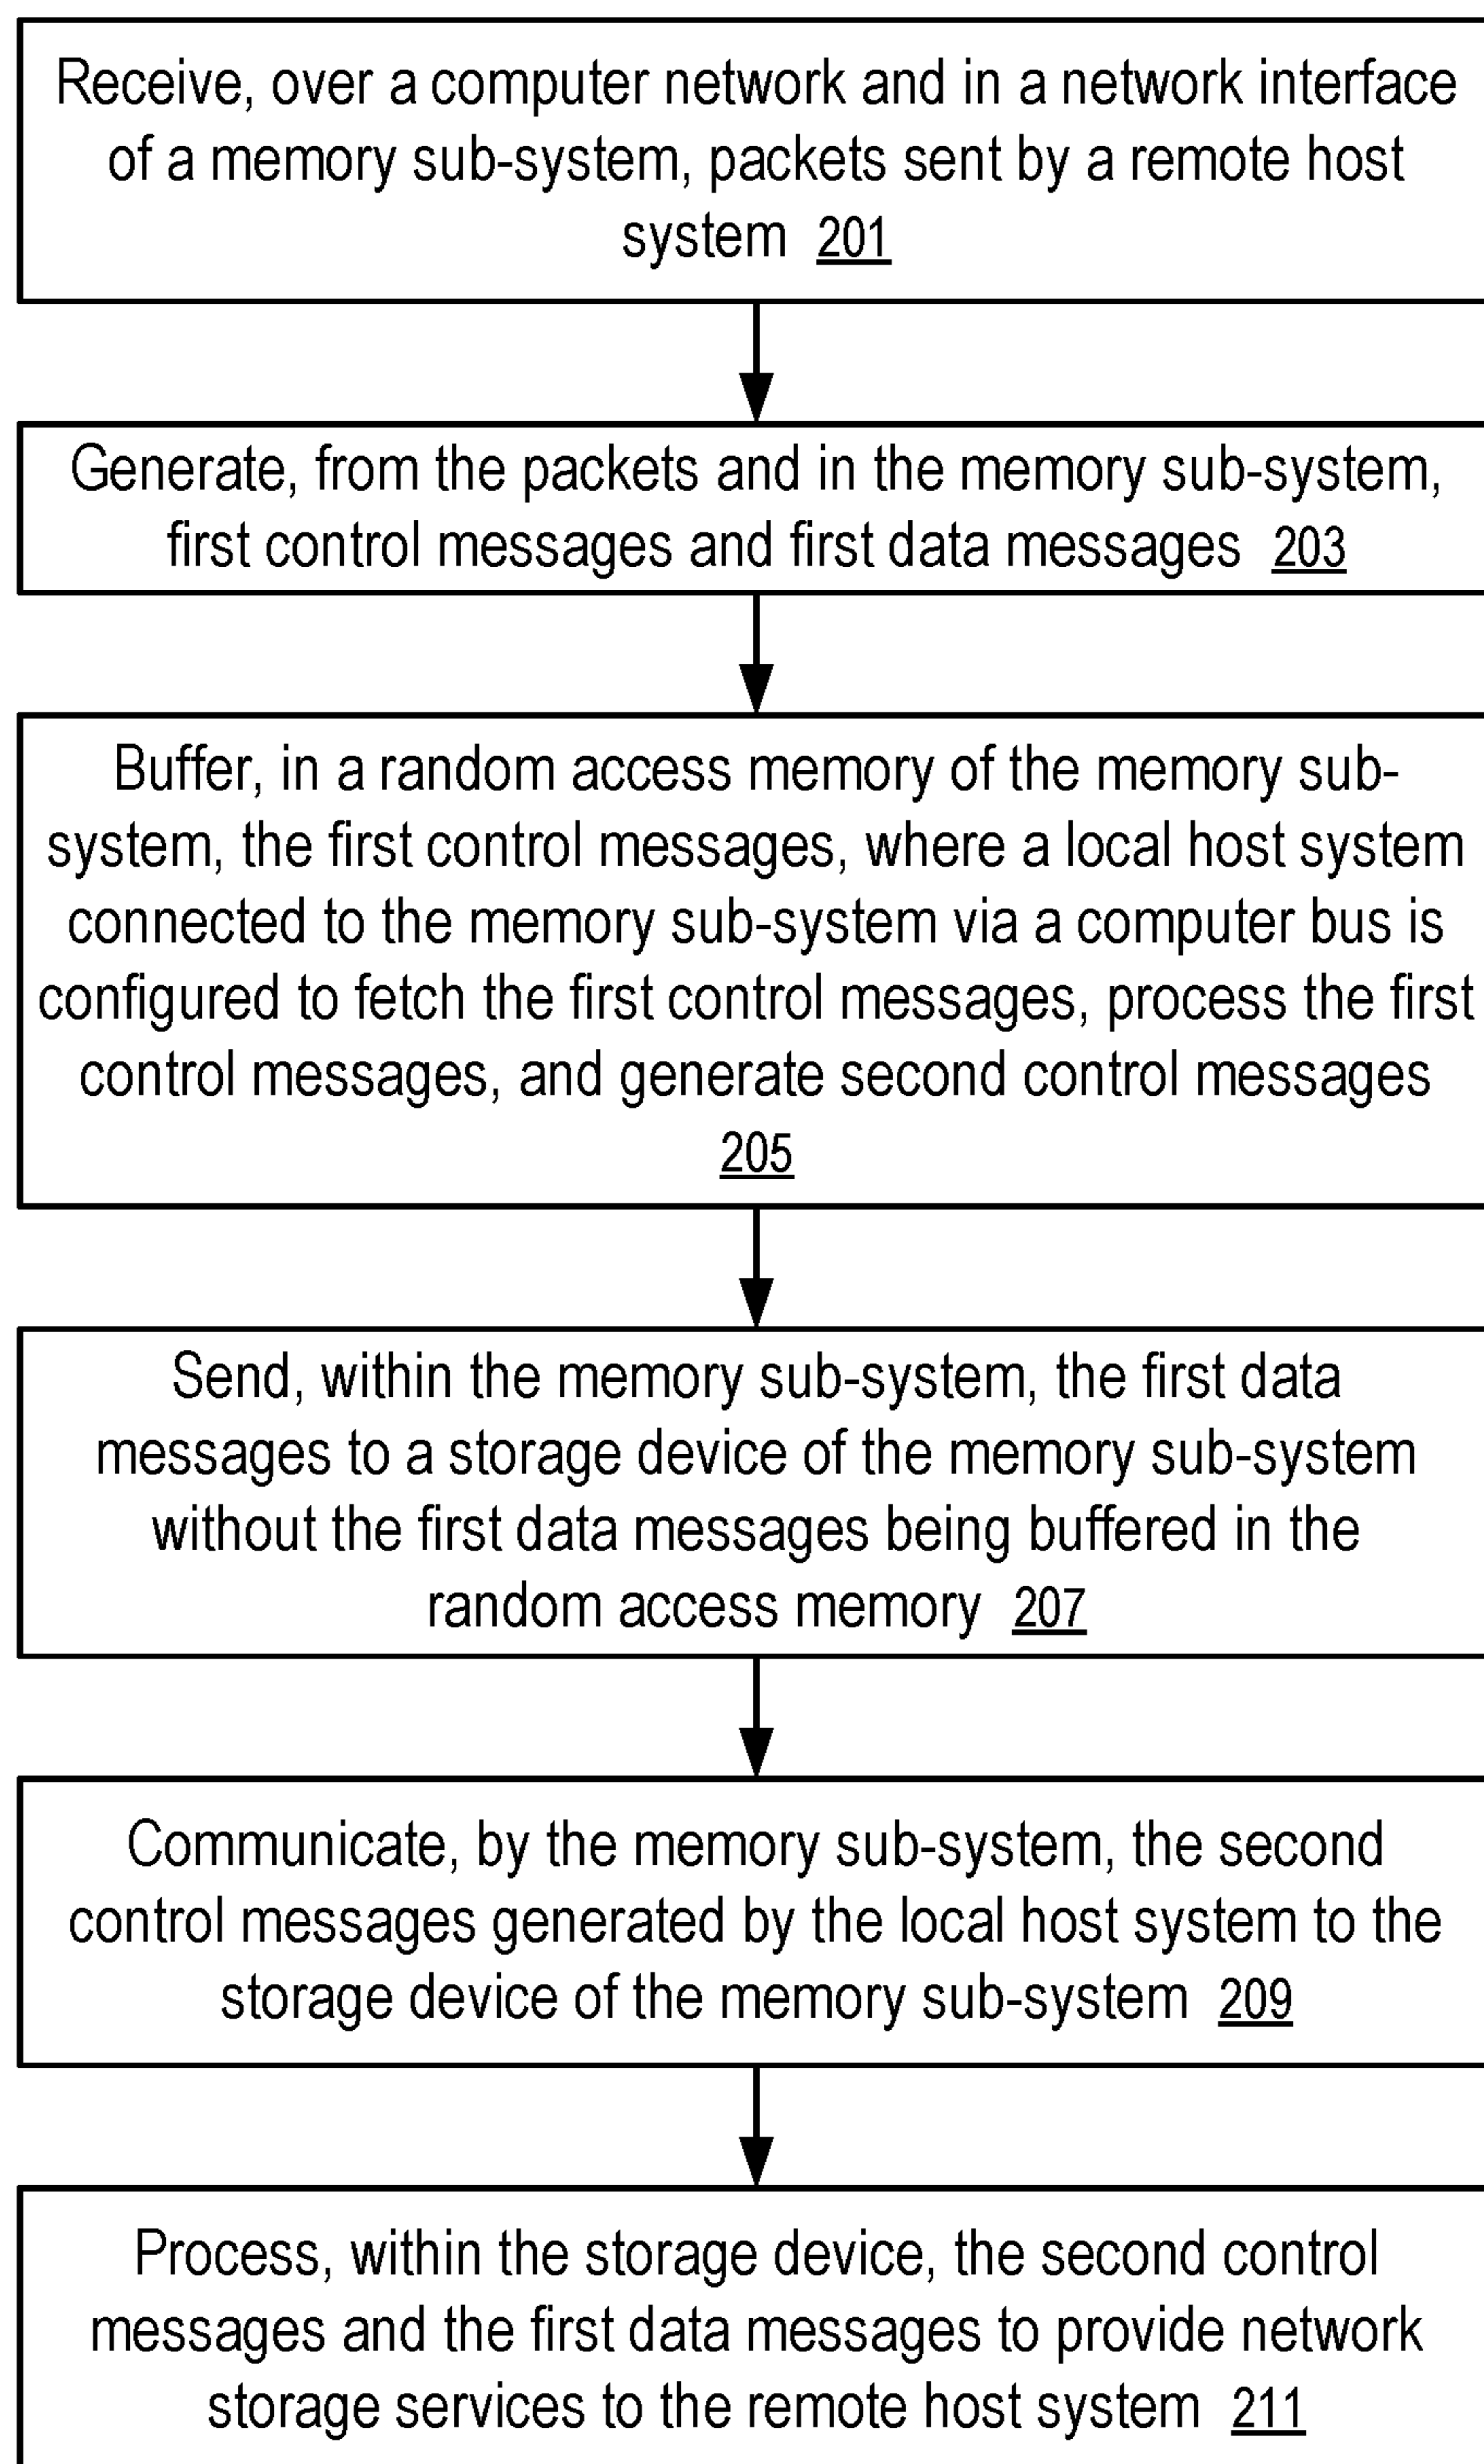 Receive, over a computer network and in a network interface
of a memory sub-system, packets sent by a remote host
system 201
Generate, from the packets and in the memory sub-system,
first control messages and first data messages 203
Buffer, in a random access memory of the memory sub-
system, the first control messages, where a local host system
connected to the memory sub-system via a computer bus is
configured to fetch the first control messages, process the first
control messages, and generate second control messages
205
Send, within the memory sub-system, the first data
messages to a storage device of the memory sub-system
without the first data messages being buffered in the
random access memory 207
Communicate, by the memory sub-system, the second
control messages generated by the local host system to the
storage device of the memory sub-system 209
Process, within the storage device, the second control
messages and the first data messages to provide network
storage services to the remote host system 211